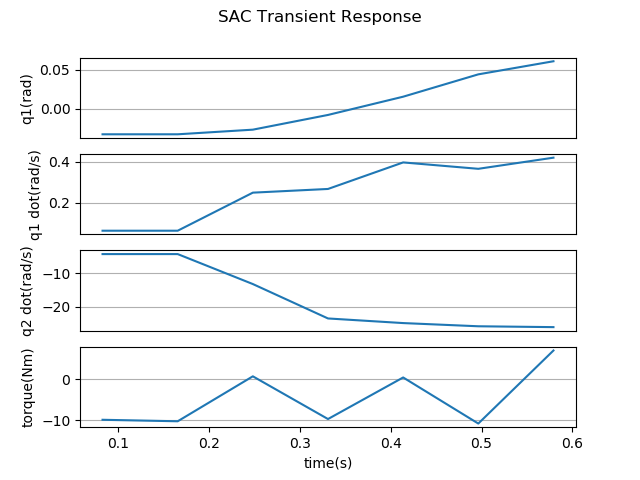 SAC Transient Response
q1(rad)
0.05
0.00
q1 dot(rad/s)
0.4
0.2
q2 dot(rad/s)
−10
−20
torque(Nm)
0
−10
0.1 0.2 0.3 0.4 0.5 0.6
time(s)